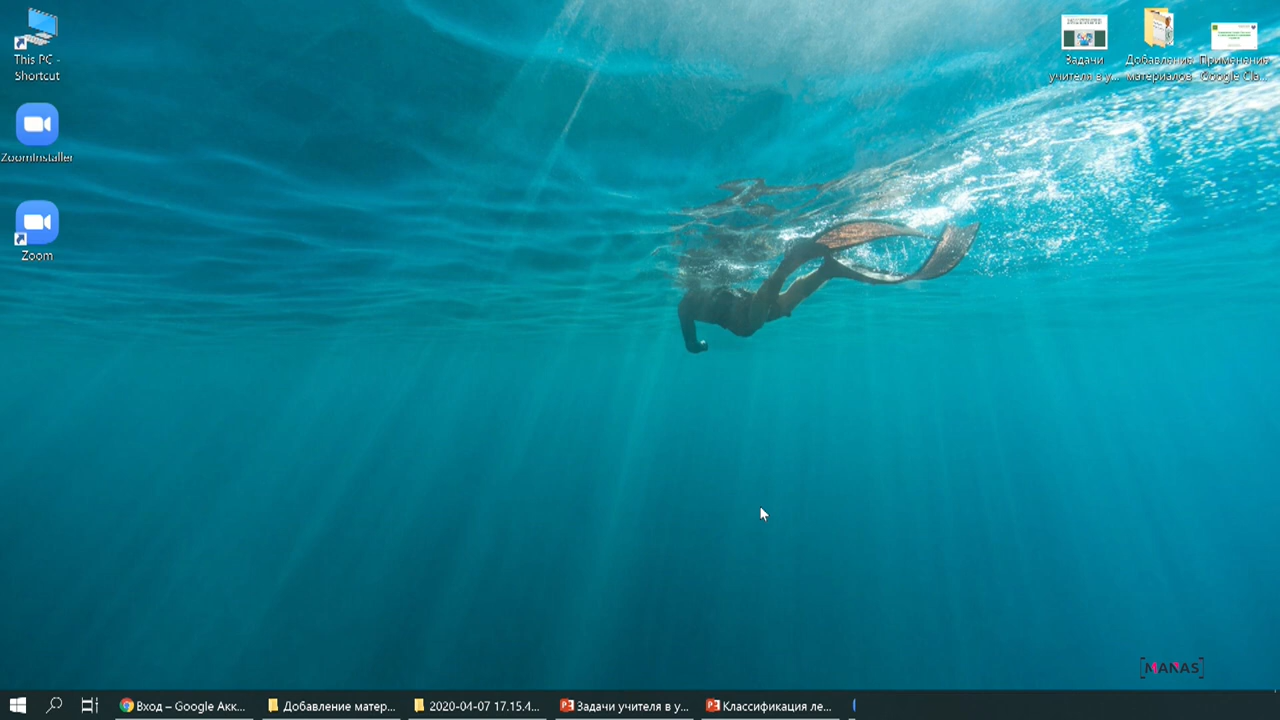 This PC -
Shortcut
ZoomInstaller
Zoom
Задачи
учителя в у...
Добавление
материалов
Применение
Google Cla...
[MANAS]
Вход – Google Акк...
Добавление матер...
2020-04-07 17.15.4...
Задачи учителя в у...
Классификация ле...